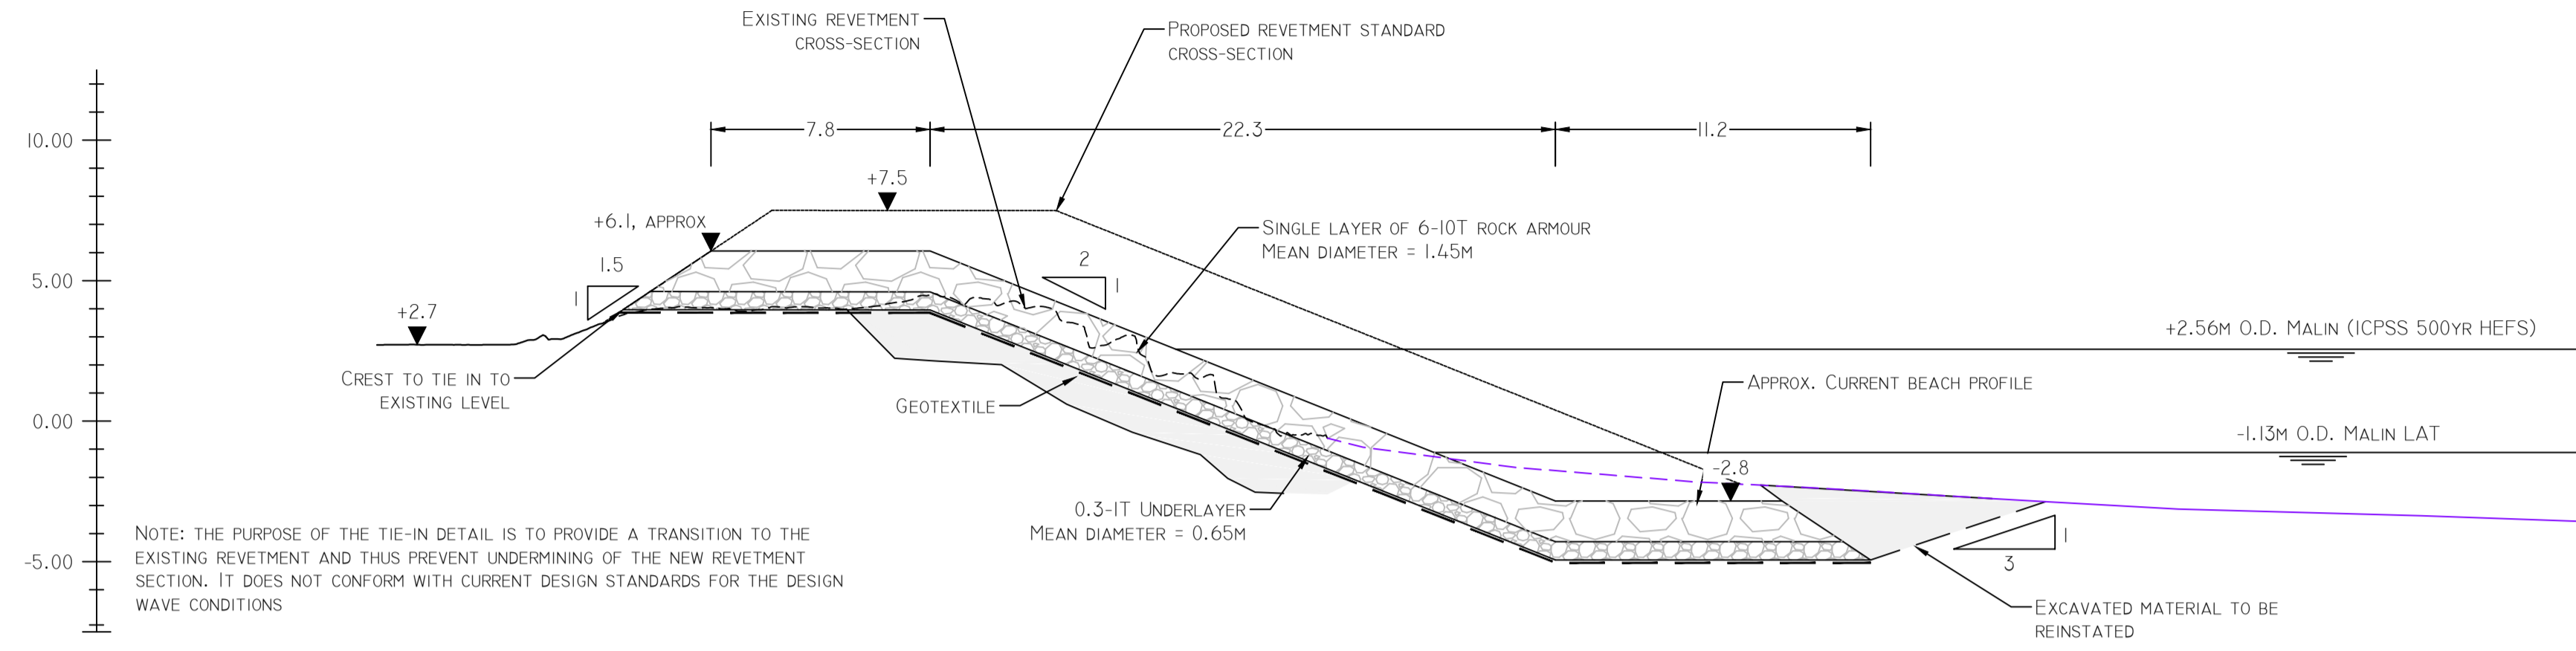 EXISTING REVETMENT
CROSS-SECTION
PROPOSED REVETMENT STANDARD
CROSS-SECTION
10.00
5.00
0.00
-5.00
7.8
22.3
11.2
+7.5
+6.1, APPROX
SINGLE LAYER OF 6-10T ROCK ARMOUR
MEAN DIAMETER = 1.45M
1.5
1
2
1
+2.7
+2.56M O.D. MALIN (ICPSS 500YR HEFS)
CREST TO TIE IN TO
EXISTING LEVEL
GEOTEXTILE
APPROX. CURRENT BEACH PROFILE
-1.13M O.D. MALIN LAT
-2.8
0.3-1T UNDERLAYER
MEAN DIAMETER = 0.65M
1
3
NOTE: THE PURPOSE OF THE TIE-IN DETAIL IS TO PROVIDE A TRANSITION TO THE
EXISTING REVETMENT AND THUS PREVENT UNDERMINING OF THE NEW REVETMENT
SECTION. IT DOES NOT CONFORM WITH CURRENT DESIGN STANDARDS FOR THE DESIGN
WAVE CONDITIONS
EXCAVATED MATERIAL TO BE
REINSTATED